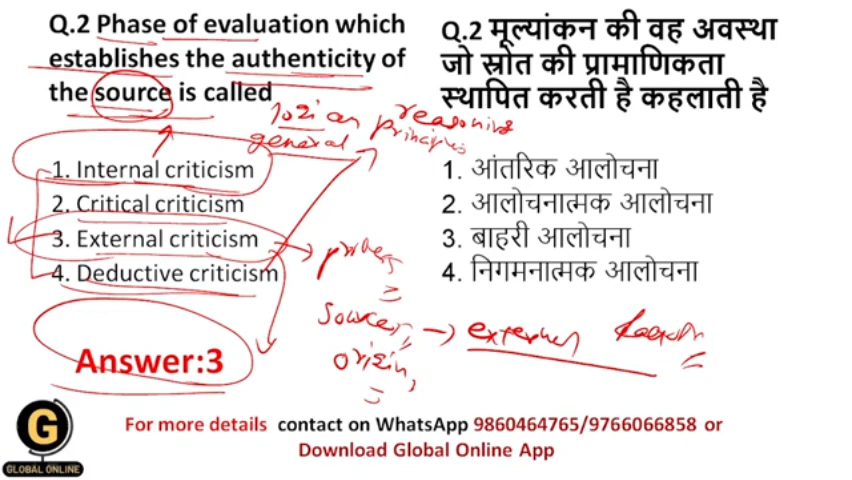 Q.2 Phase of evaluation which
establishes the authenticity of
the source is called
logic on reasoning
general principles
1. Internal criticism
2. Critical criticism
3. External criticism
4. Deductive criticism
Answer:3
Source,
origin,
→ external
Q.2 मूल्यांकन की वह अवस्था
जो स्रोत की प्रामाणिकता
स्थापित करती है कहलाती है
1. आंतरिक आलोचना
2. आलोचनात्मक आलोचना
3. बाहरी आलोचना
4. निगमनात्मक आलोचना
G
GLOBAL ONLINE
For more details contact on WhatsApp 9860464765/9766066858 or
Download Global Online App